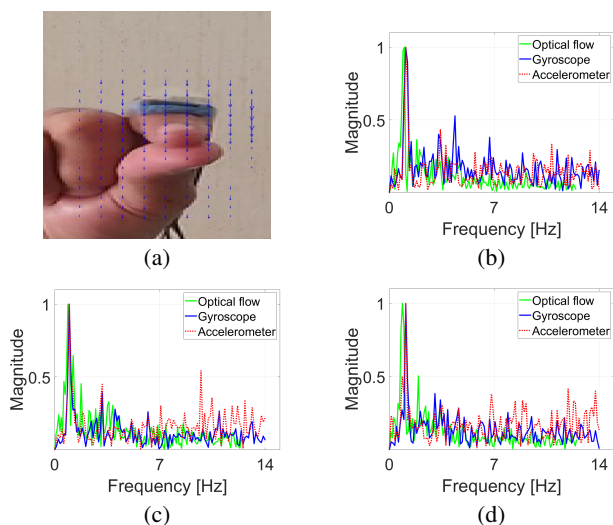 (a)
1
0.5
Magnitude
0
7
14
Frequency [Hz]
Optical flow
Gyroscope
Accelerometer
(b)
1
0.5
Magnitude
0
7
14
Frequency [Hz]
Optical flow
Gyroscope
Accelerometer
(c)
1
0.5
Magnitude
0
7
14
Frequency [Hz]
Optical flow
Gyroscope
Accelerometer
(d)